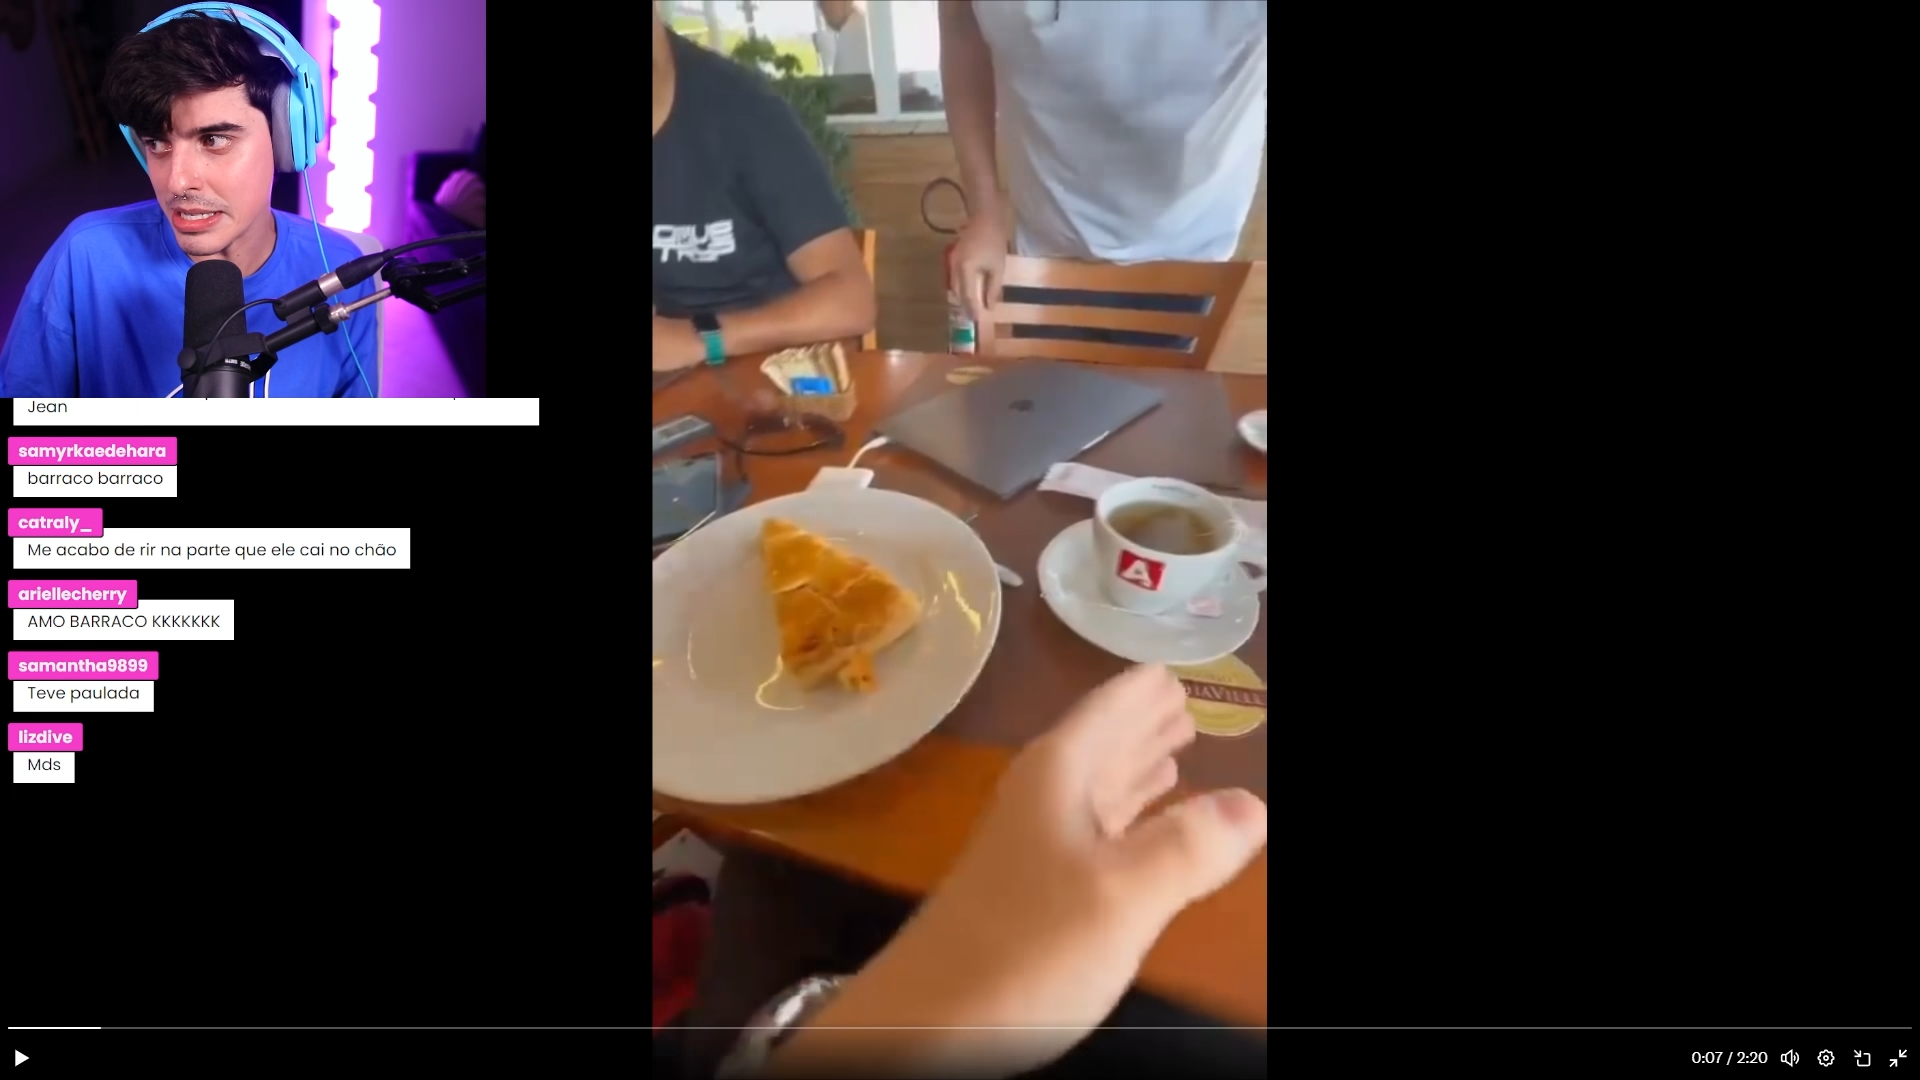 Jean
samyrkaedehara
barraco barraco
catraly_
Me acabo de rir na parte que ele cai no chão
ariellecherry
AMO BARRACO KKKKKKK
samantha9899
Teve paulada
lizdive
Mds
A
0:07 / 2:20